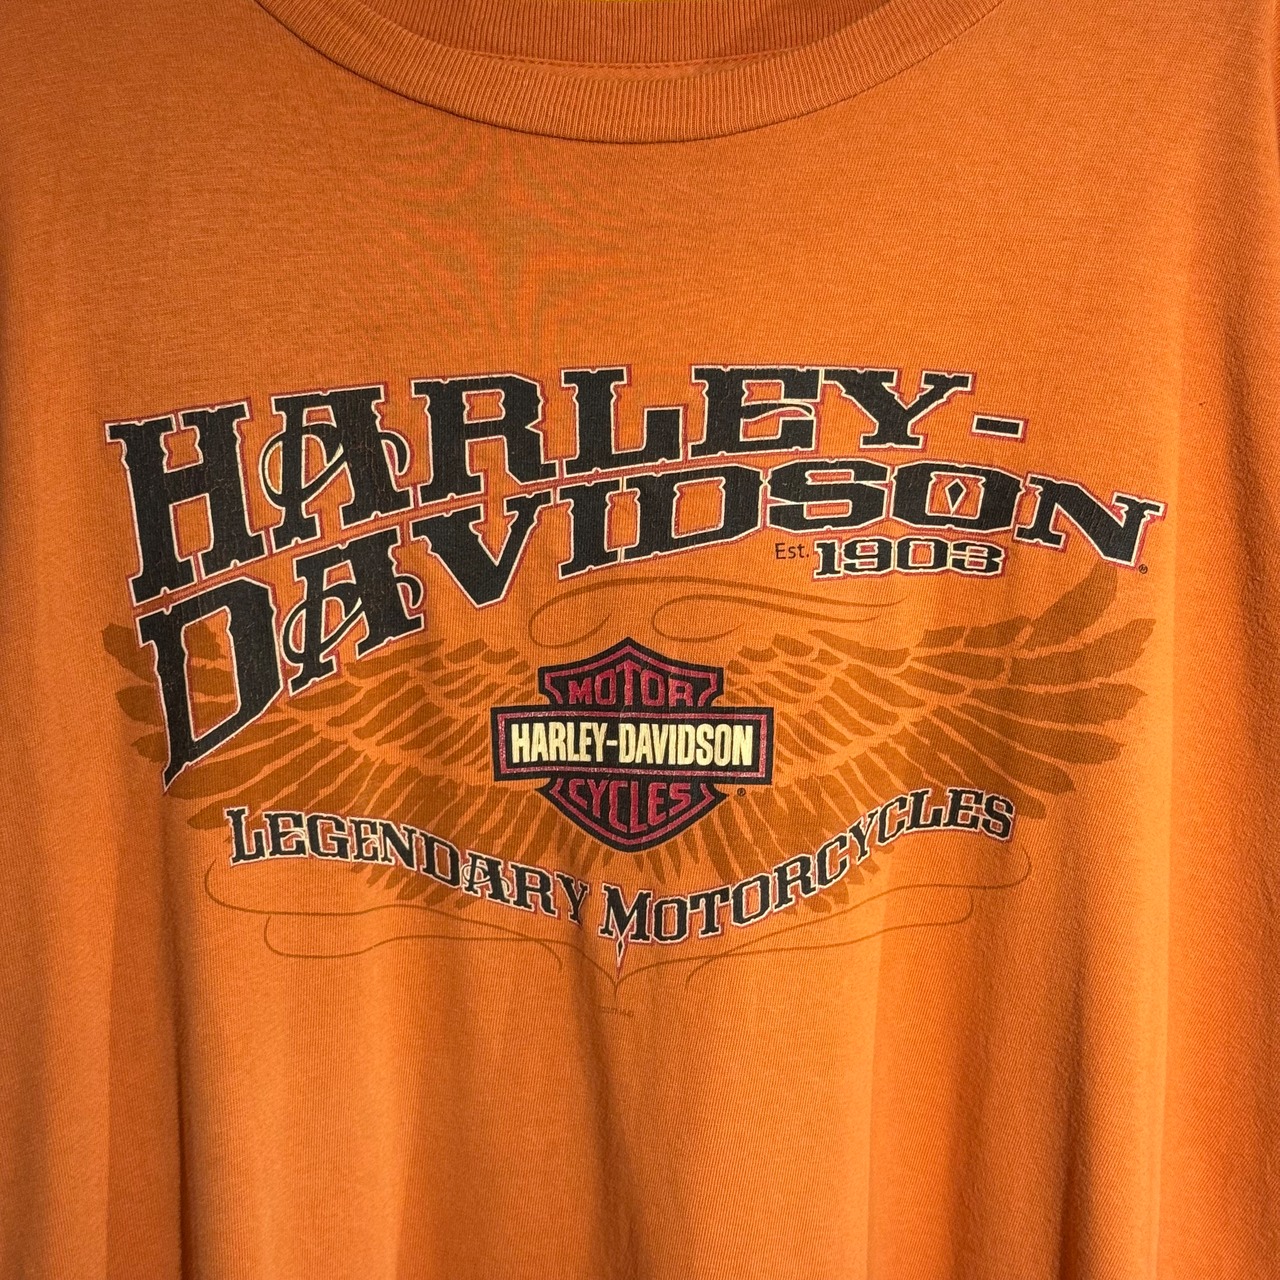 HARLEY-
DAVIDSON
Est. 1903
®
MOTOR
HARLEY-DAVIDSON
CYCLES
®
LEGENDARY MOTORCYCLES